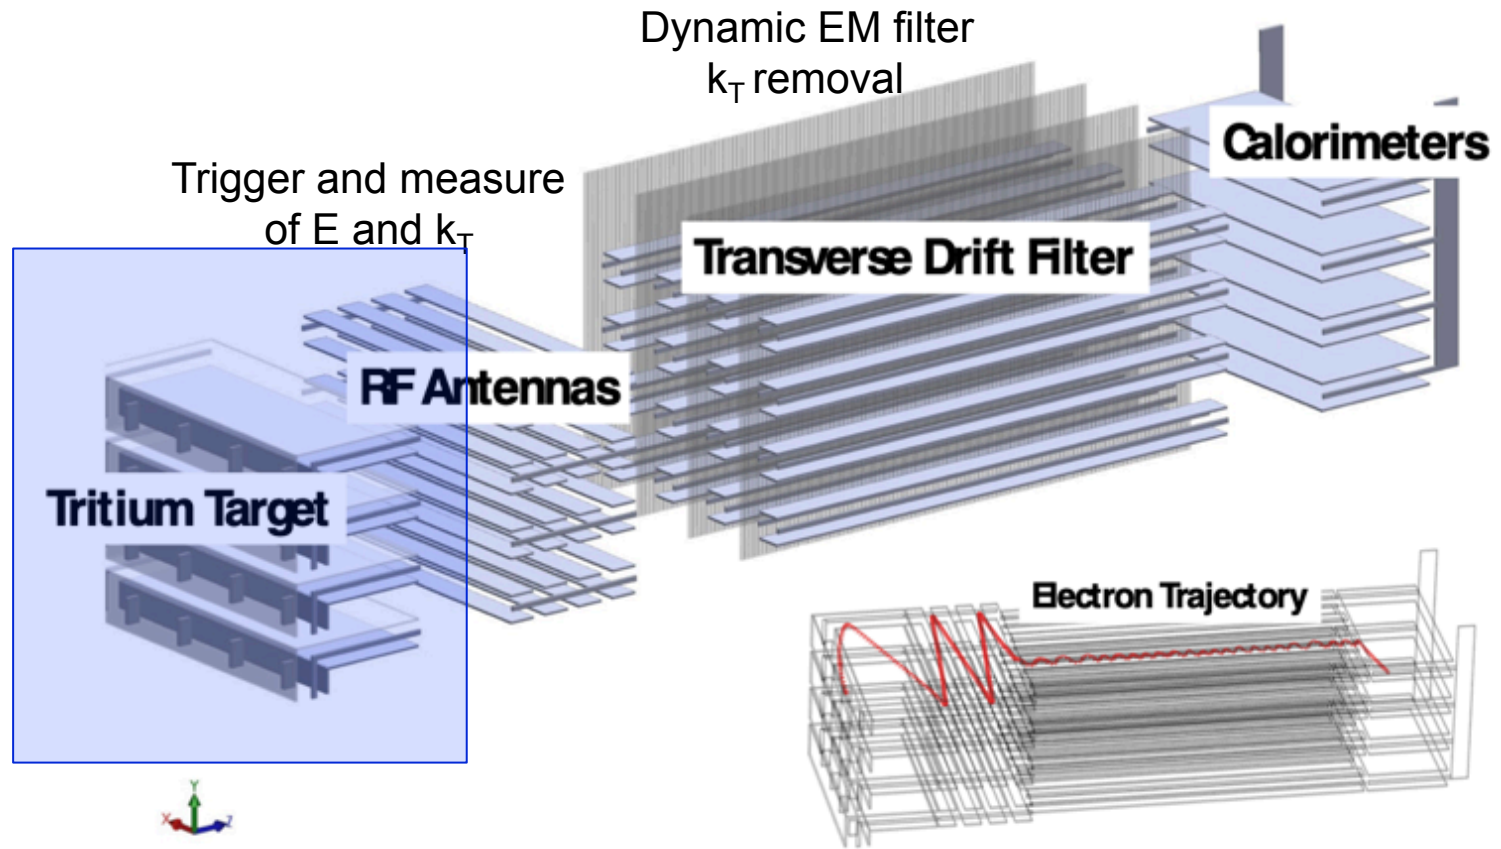 Dynamic EM filter
k_T removal
Calorimeters
Trigger and measure
of E and k_T
Transverse Drift Filter
RF Antennas
Tritium Target
Electron Trajectory
Y
X
Z